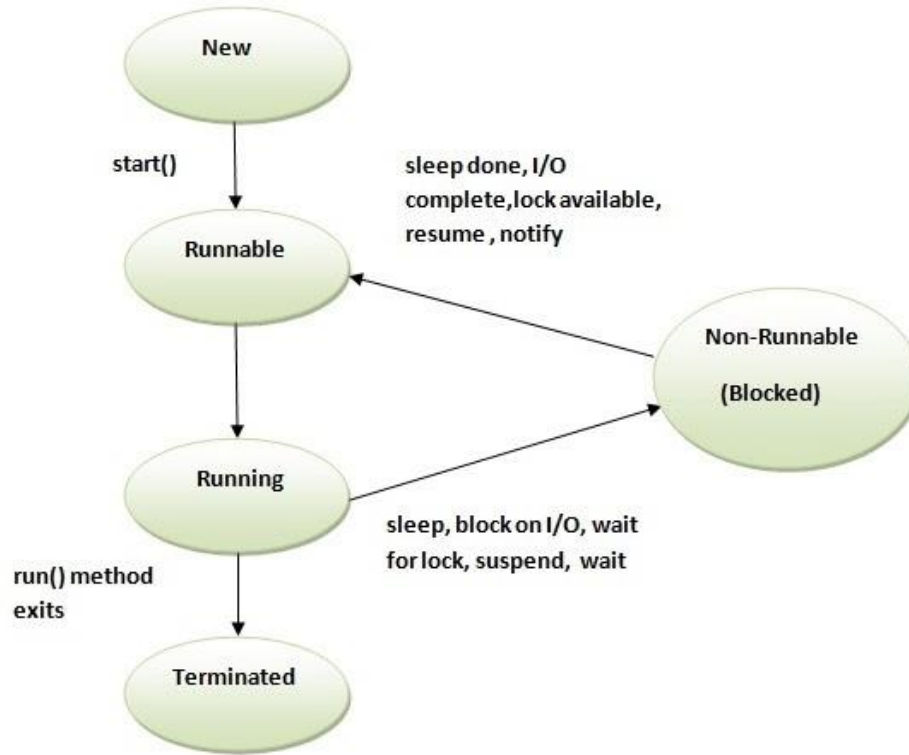 New
start()
sleep done, I/O
complete,lock available,
resume , notify
Runnable
Non-Runnable
(Blocked)
Running
sleep, block on I/O, wait
for lock, suspend, wait
run() method
exits
Terminated